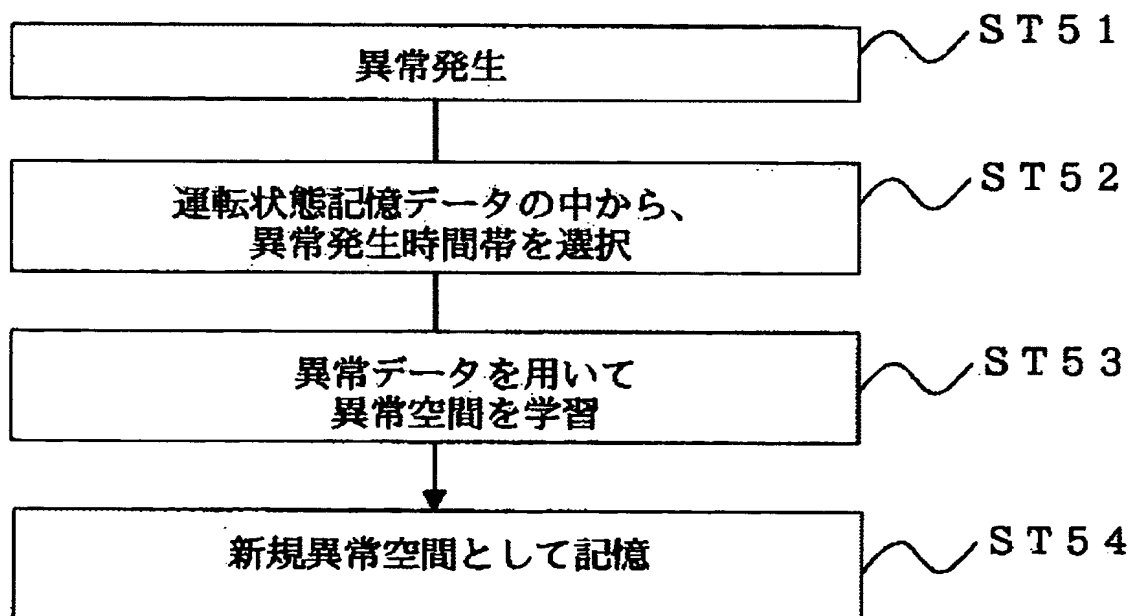 異常発生
ST51
運転状態記憶データの中から、
異常発生時間帯を選択
ST52
異常データを用いて
異常空間を学習
ST53
新規異常空間として記憶
ST54